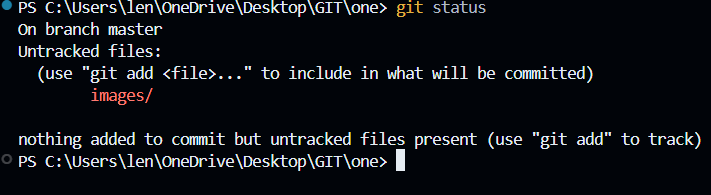 PS C:\Users\len\OneDrive\Desktop\GIT\one> git status
On branch master
Untracked files:
  (use "git add <file>..." to include in what will be committed)
        images/

nothing added to commit but untracked files present (use "git add" to track)
PS C:\Users\len\OneDrive\Desktop\GIT\one>